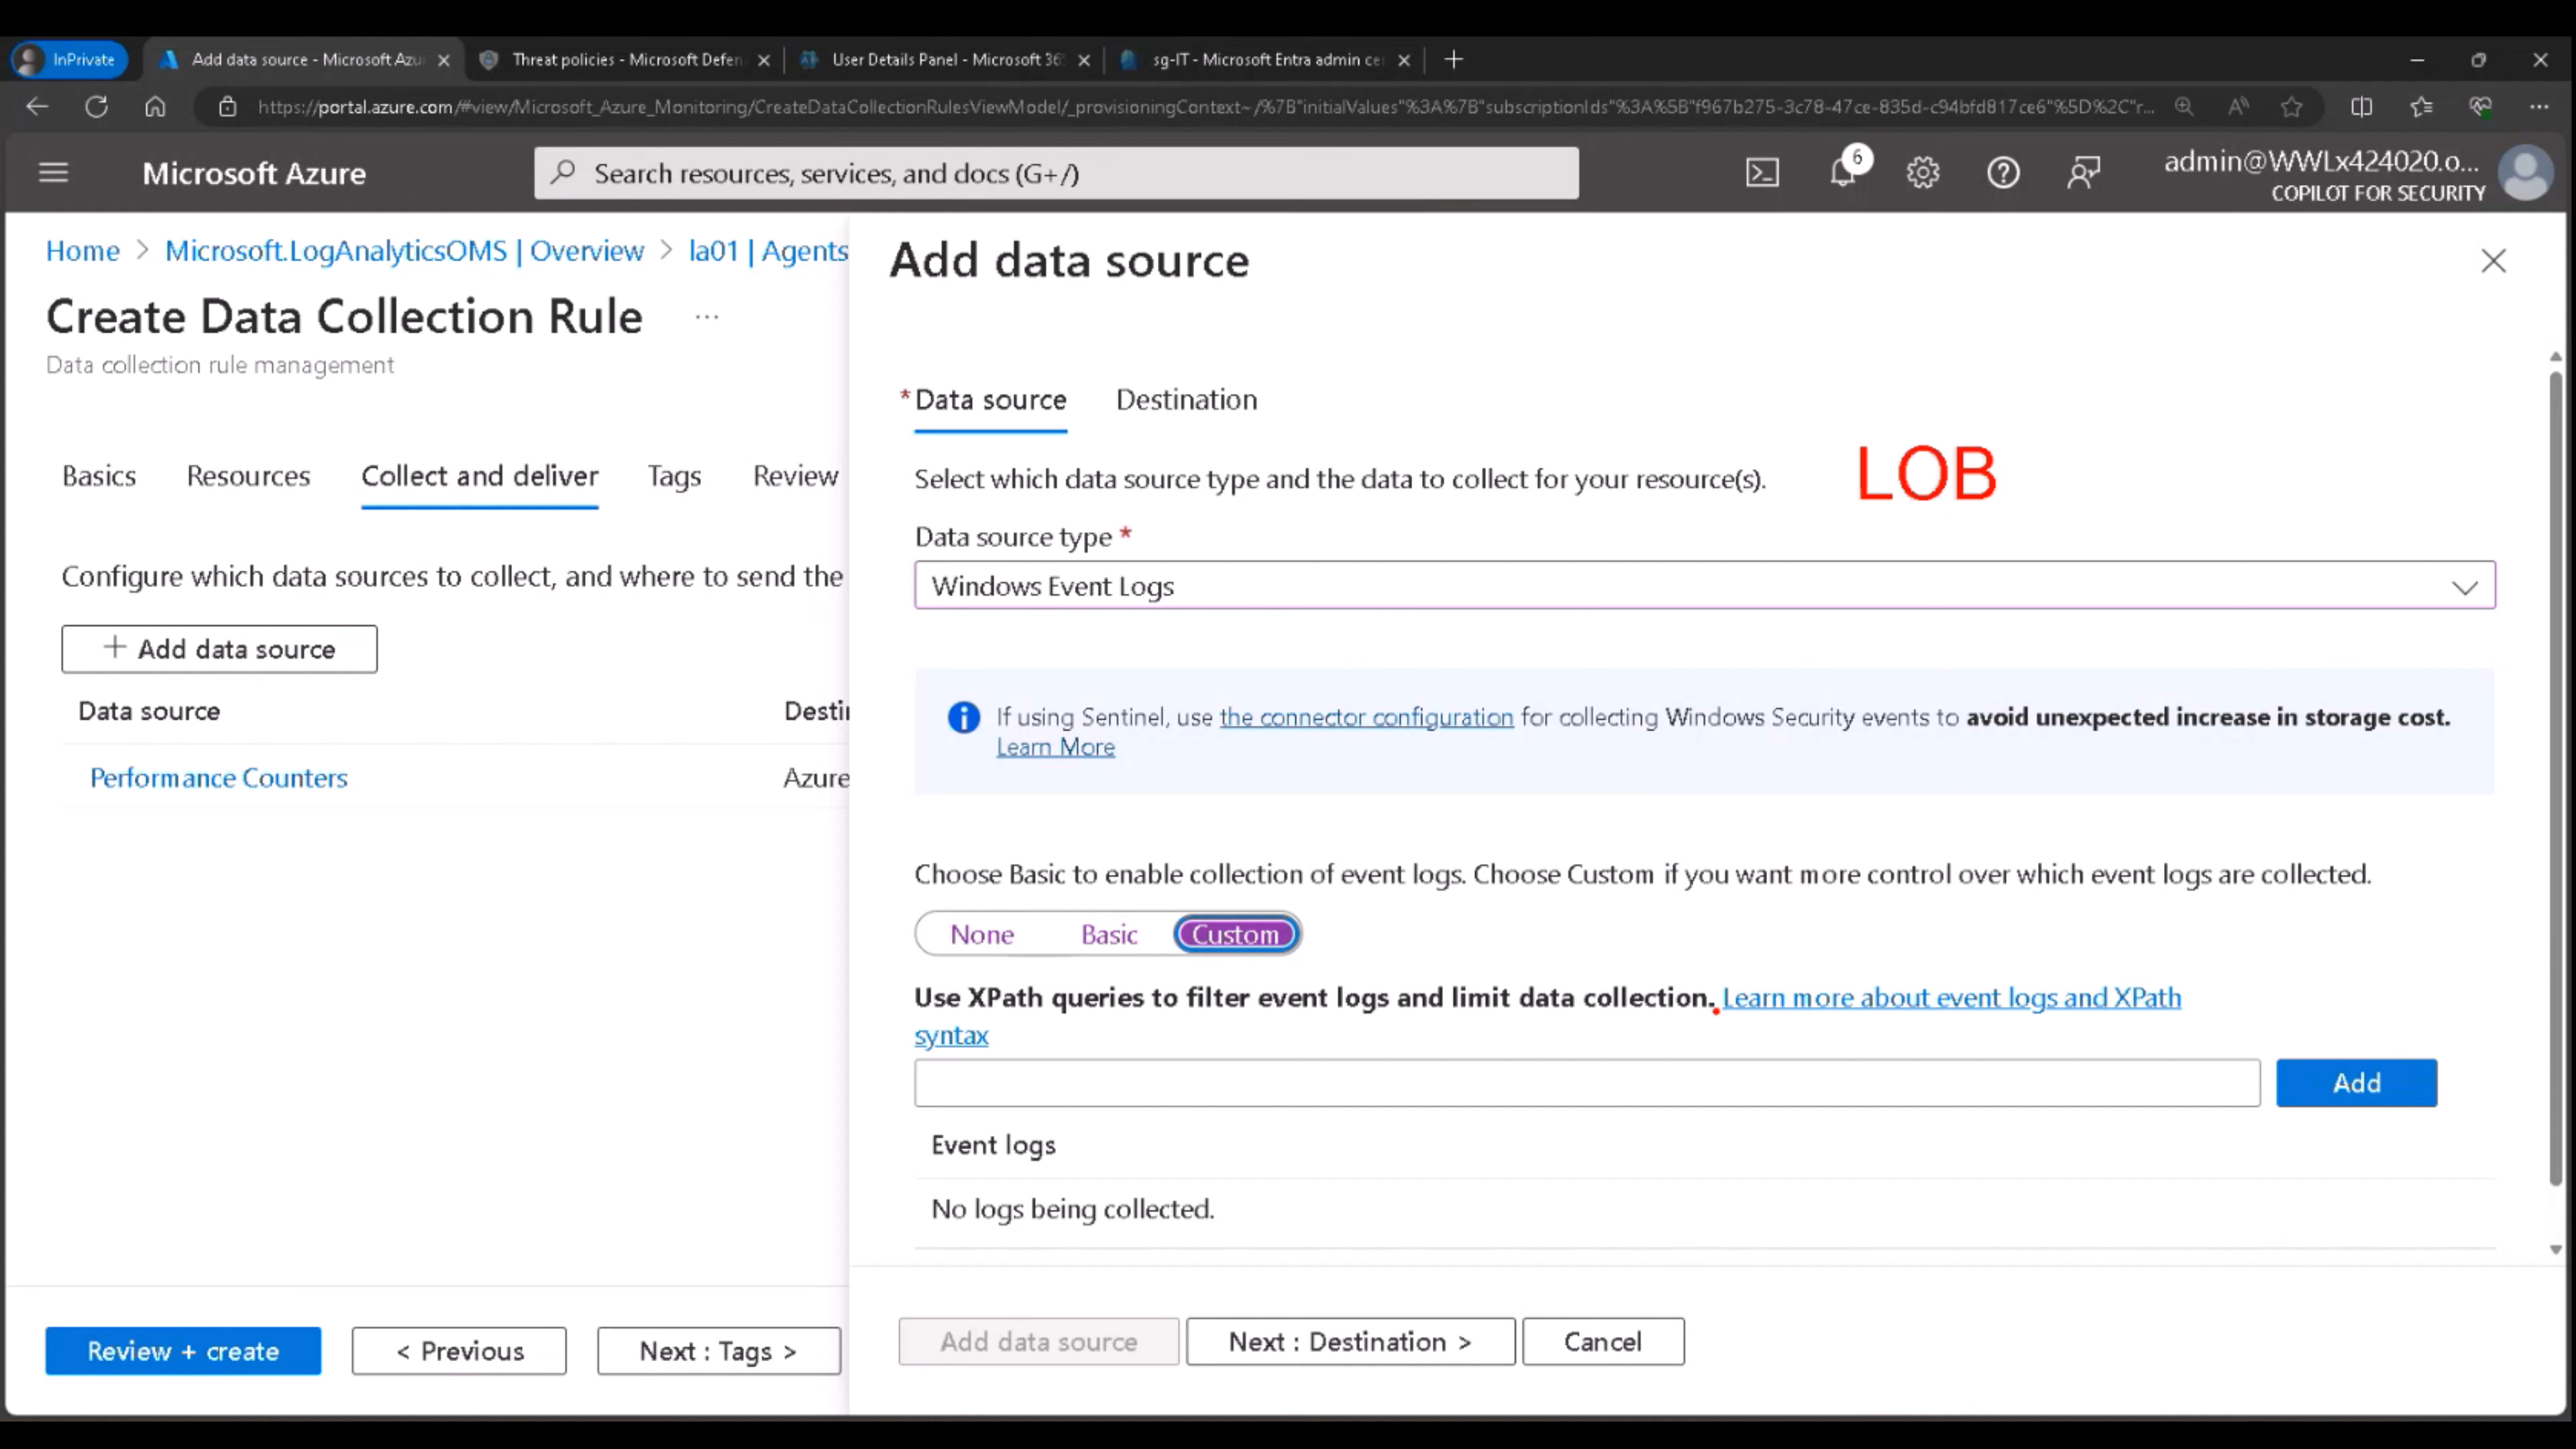 InPrivate
Add data source - Microsoft Azu
Threat policies - Microsoft Defen
User Details Panel - Microsoft 36
sg-IT - Microsoft Entra admin ce
https://portal.azure.com/#view/Microsoft_Azure_Monitoring/CreateDataCollectionRulesViewModel/_provisioningContext~/%7B"initialValues"%3A%7B"subscriptionIds"%3A%5B"f967b275-3c78-47ce-835d-c94bfd817ce6"%5D%2C"r...
Microsoft Azure
Search resources, services, and docs (G+/)
6
admin@WWLx424020.o...
COPILOT FOR SECURITY
Home > Microsoft.LogAnalyticsOMS | Overview > la01 | Agents
Create Data Collection Rule ...
Data collection rule management
Basics Resources Collect and deliver Tags Review
Configure which data sources to collect, and where to send the
+ Add data source
Data source Desti
Performance Counters Azure
Review + create < Previous Next : Tags >
Add data source
* Data source Destination
Select which data source type and the data to collect for your resource(s).
LOB
Data source type *
Windows Event Logs
If using Sentinel, use the connector configuration for collecting Windows Security events to avoid unexpected increase in storage cost.
Learn More
Choose Basic to enable collection of event logs. Choose Custom if you want more control over which event logs are collected.
None Basic Custom
Use XPath queries to filter event logs and limit data collection. Learn more about event logs and XPath
syntax
Add
Event logs
No logs being collected.
Add data source Next : Destination > Cancel